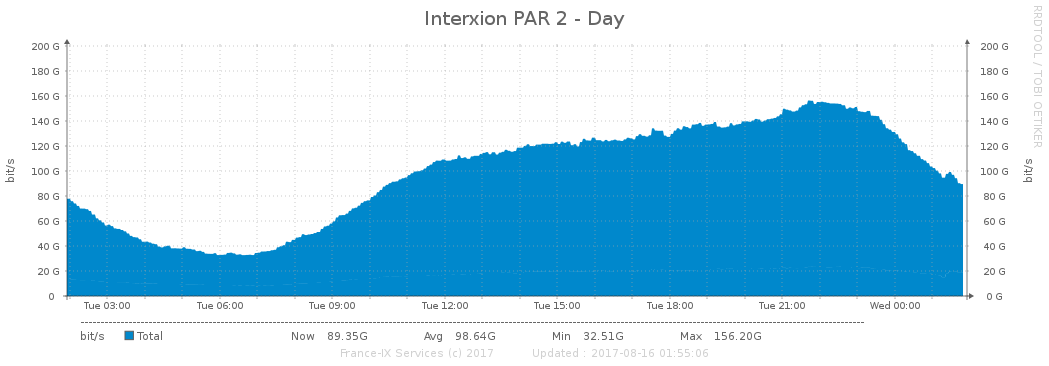 Interxion PAR 2 - Day
RRDTOOL / TOBI OETIKER
200 G 200 G
180 G 180 G
160 G 160 G
140 G 140 G
120 G 120 G
100 G 100 G
80 G 80 G
60 G 60 G
40 G 40 G
20 G 20 G
0 0 G
bit/s bit/s
Tue 03:00 Tue 06:00 Tue 09:00 Tue 12:00 Tue 15:00 Tue 18:00 Tue 21:00 Wed 00:00
bit/s Total Now 89.35G Avg 98.64G Min 32.51G Max 156.20G
France-IX Services (c) 2017 Updated : 2017-08-16 01:55:06